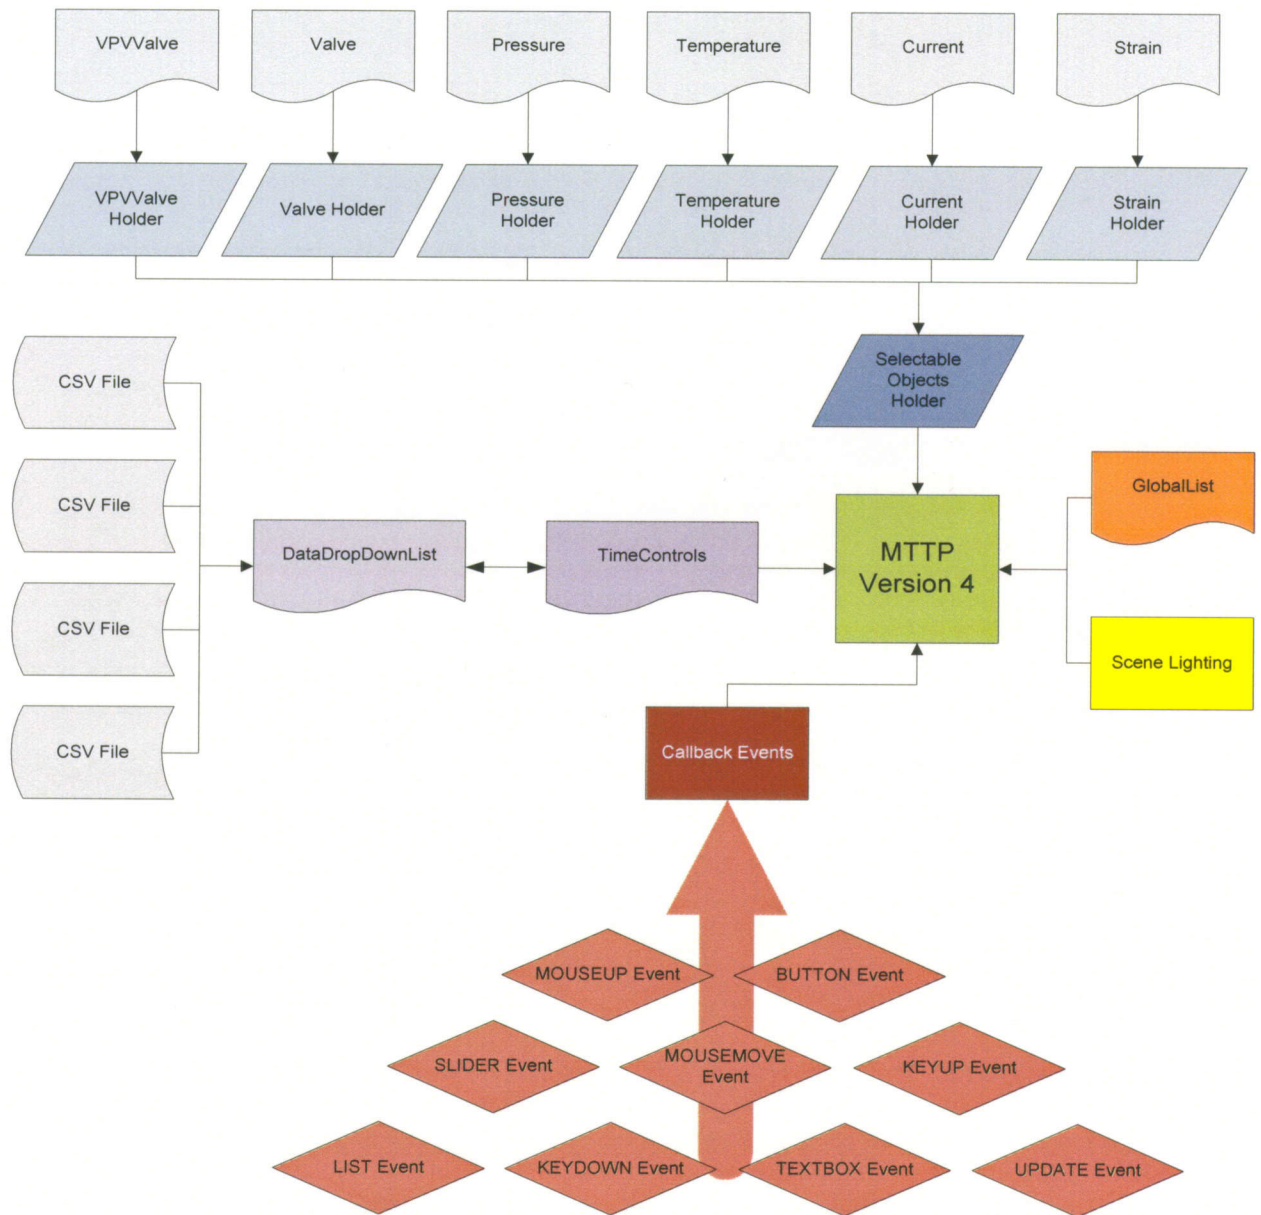 VPVValve
Valve
Pressure
Temperature
Current
Strain
VPVValve
Holder
Valve Holder
Pressure
Holder
Temperature
Holder
Current
Holder
Strain
Holder
Selectable
Objects
Holder
CSV File
CSV File
CSV File
CSV File
DataDropDownList
TimeControls
MTTP
Version 4
GlobalList
Scene Lighting
Callback Events
MOUSEUP Event
BUTTON Event
SLIDER Event
MOUSEMOVE
Event
KEYUP Event
LIST Event
KEYDOWN Event
TEXTBOX Event
UPDATE Event